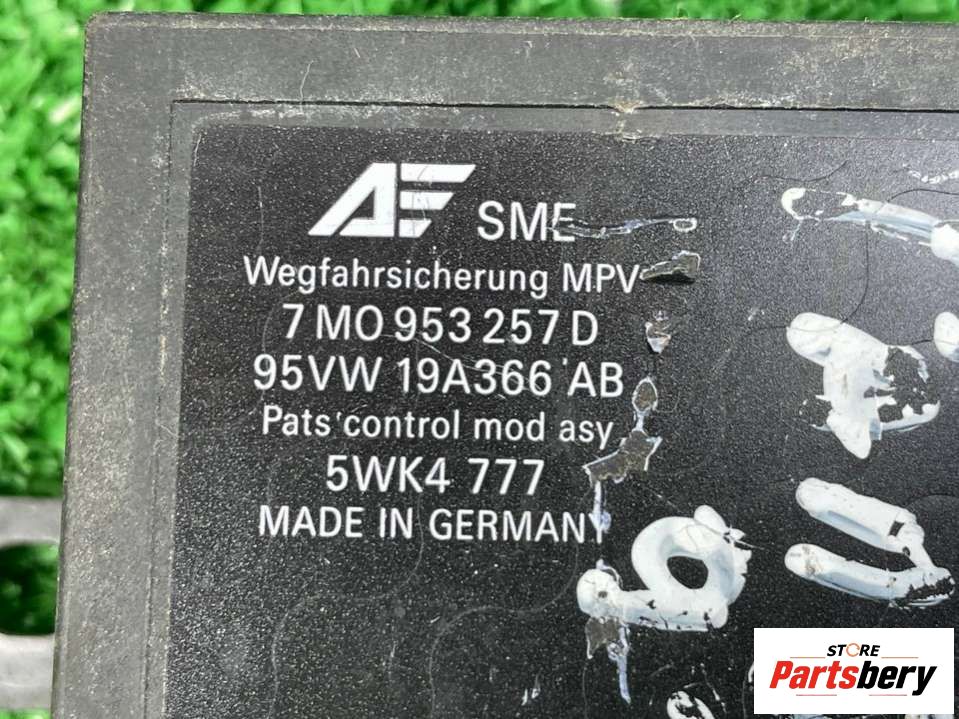 AF SME
Wegfahrsicherung MPV
7 M0 953 257 D
95VW 19A366 AB
Pats control mod asy
5WK4 777
MADE IN GERMANY
STORE
Partsbery